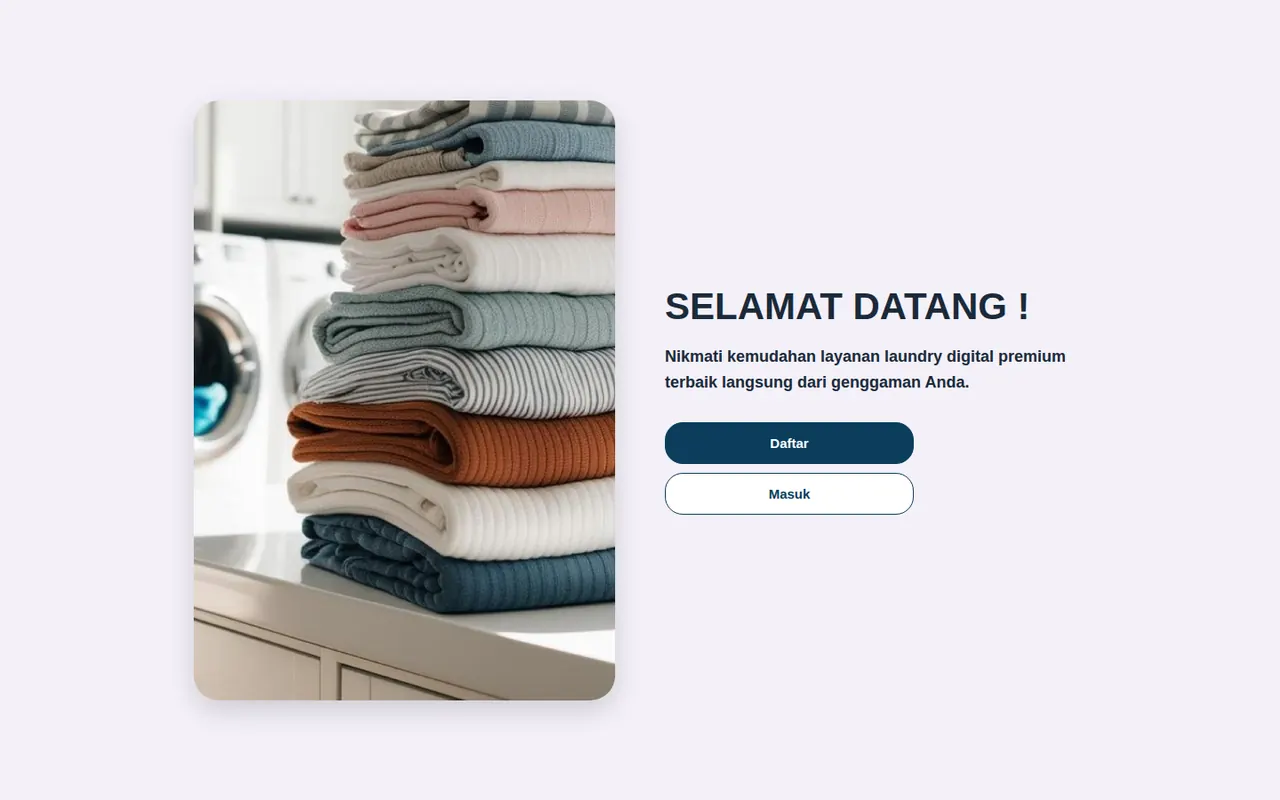 SELAMAT DATANG !
Nikmati kemudahan layanan laundry digital premium
terbaik langsung dari genggaman Anda.
Daftar
Masuk